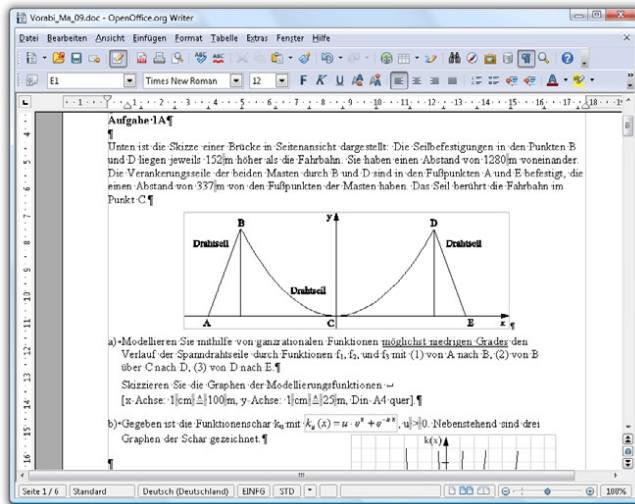 Vorabi_Ma_09.doc - OpenOffice.org Writer
Datei Bearbeiten Ansicht Einfügen Format Tabelle Extras Fenster Hilfe
E1 Times New Roman 12 F K U
Aufgabe 1A¶
¶
Unten ist die Skizze einer Brücke in Seitenansicht dargestellt: Die Seilbefestigungen in den Punkten B
und D liegen jeweils 152 m höher als die Fahrbahn. Sie haben einen Abstand von 1280 m voneinander.
Die Verankerungsseile der beiden Masten durch B und D sind in den Fußpunkten A und E befestigt, die
einen Abstand von 337 m von den Fußpunkten der Masten haben. Das Seil berührt die Fahrbahn im
Punkt C.¶
y
B D
Drahtseil Drahtseil
Drahtseil
A C E x ¶
a) Modellieren Sie mithilfe von ganzrationalen Funktionen möglichst niedrigen Grades den
Verlauf der Spanndrahtseile durch Funktionen f₁, f₂, und f₃ mit (1) von A nach B, (2) von B
über C nach D, (3) von D nach E.¶
Skizzieren Sie die Graphen der Modellierungsfunktionen ↵
[x-Achse: 1 cm ≙ 100 m, y-Achse: 1 cm ≙ 25 m, Din-A4 quer].¶
b) Gegeben ist die Funktionenschar kᵤ mit kᵤ(x) = u · eˣ + e⁻ᵘˣ, u > 0. Nebenstehend sind drei
Graphen der Schar gezeichnet.¶
k(x)
¶
Seite 1 / 6 Standard Deutsch (Deutschland) EINFG STD * 100%